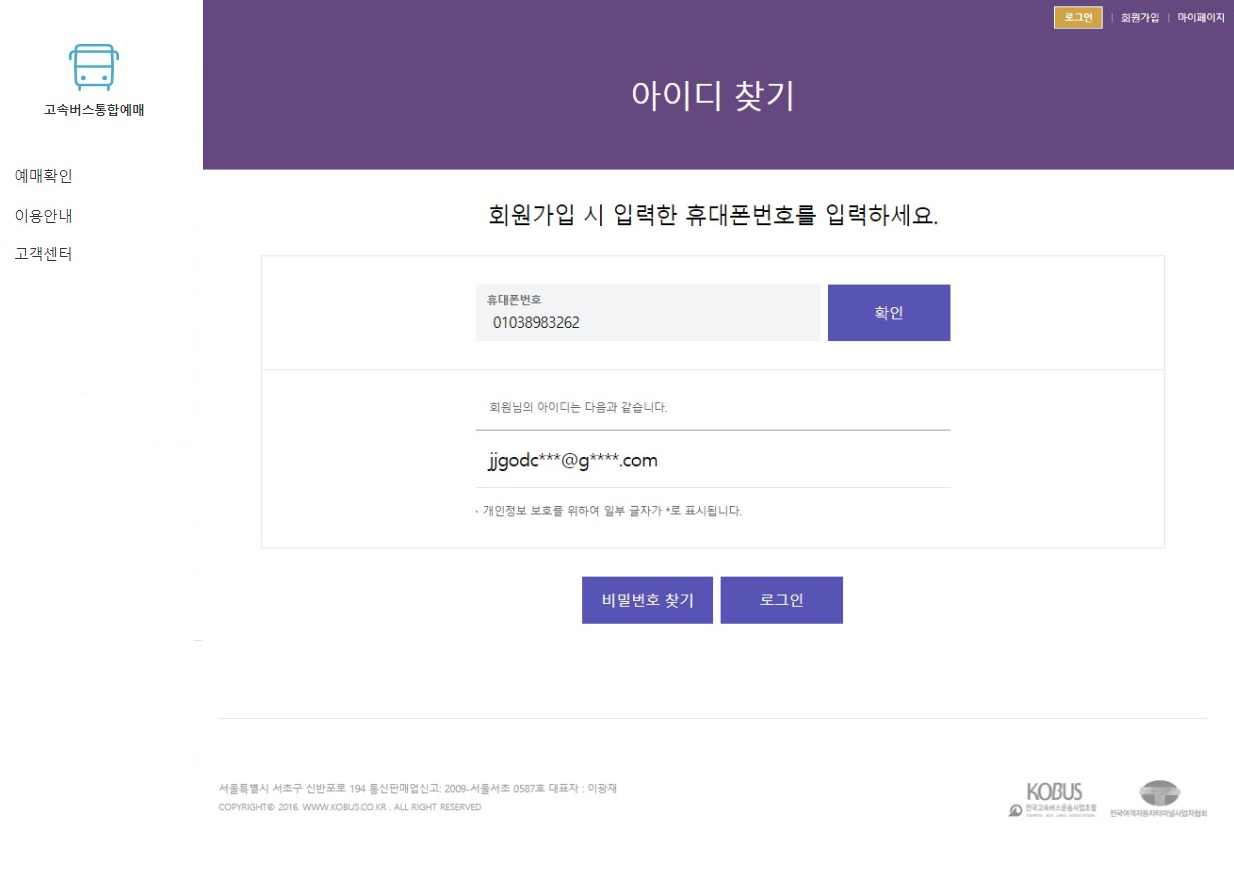 로그인 | 회원가입 | 마이페이지
고속버스통합예매
아이디 찾기
예매확인
이용안내
고객센터
회원가입 시 입력한 휴대폰번호를 입력하세요.
휴대폰번호
01038983262
확인
회원님의 아이디는 다음과 같습니다.
jjgodc***@g****.com
· 개인정보 보호를 위하여 일부 글자가 *로 표시됩니다.
비밀번호 찾기
로그인
서울특별시 서초구 신반포로 194 통신판매업신고: 2009-서울서초 0587호 대표자 : 이광재
COPYRIGHT© 2016. WWW.KOBUS.CO.KR . ALL RIGHT RESERVED
KOBUS
전국고속버스운송사업조합
전국여객자동차터미널사업자협회